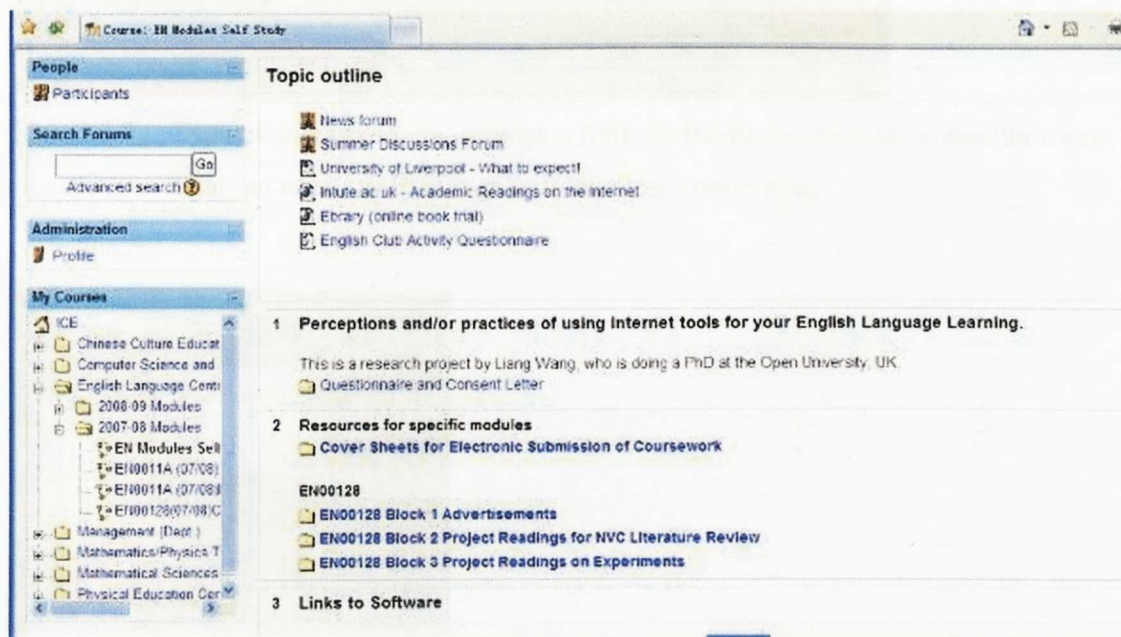 Course: EN Modules Self Study
People
Participants
Search Forums
Go
Advanced search
Administration
Profile
My Courses
ICE
Chinese Culture Educat
Computer Science and
English Language Cent
2008-09 Modules
2007-08 Modules
EN Modules Self
EN0011A (07/08)
EN0011A (07/08)
EN00128(07/08)C
Management (Dept.)
Mathematics/Physics T
Mathematical Sciences
Physical Education Cen
Topic outline
News forum
Summer Discussions Forum
University of Liverpool - What to expect!
Intute.ac.uk - Academic Readings on the Internet
Ebrary (online book trial)
English Club Activity Questionnaire
1 Perceptions and/or practices of using Internet tools for your English Language Learning.
This is a research project by Liang Wang, who is doing a PhD at the Open University, UK.
Questionnaire and Consent Letter
2 Resources for specific modules
Cover Sheets for Electronic Submission of Coursework
EN00128
EN00128 Block 1 Advertisements
EN00128 Block 2 Project Readings for NVC Literature Review
EN00128 Block 3 Project Readings on Experiments
3 Links to Software